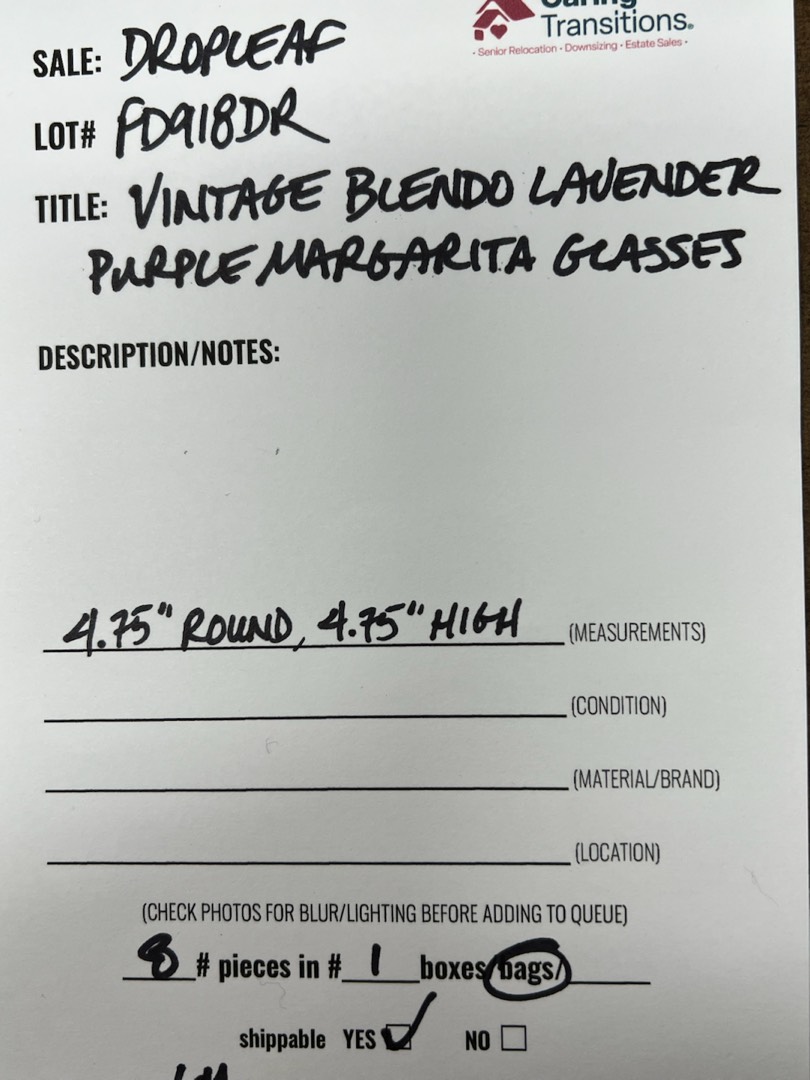 Transitions®
• Senior Relocation • Downsizing • Estate Sales •
SALE: DROPLEAF
LOT# FD918DR
TITLE: VINTAGE BLENDO LAVENDER
PURPLE MARGARITA GLASSES
DESCRIPTION/NOTES:
4.75" ROUND, 4.75" HIGH (MEASUREMENTS)
(CONDITION)
(MATERIAL/BRAND)
(LOCATION)
(CHECK PHOTOS FOR BLUR/LIGHTING BEFORE ADDING TO QUEUE)
8 # pieces in # 1 boxes/bags/
shippable YES NO